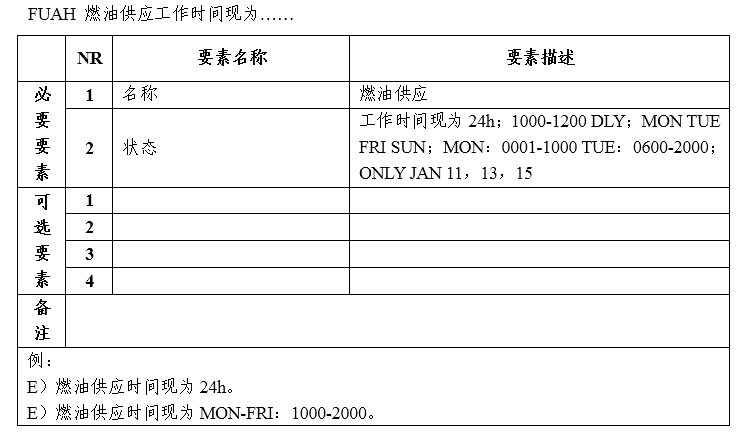 FUAH 燃油供应工作时间现为……
NR 要素名称 要素描述
必要要素
1 名称 燃油供应
2 状态 工作时间现为 24h；1000-1200 DLY；MON TUE
FRI SUN；MON：0001-1000 TUE：0600-2000；
ONLY JAN 11，13，15
可选要素
1
2
3
4
备注
例：
E）燃油供应时间现为 24h。
E）燃油供应时间现为 MON-FRI：1000-2000。